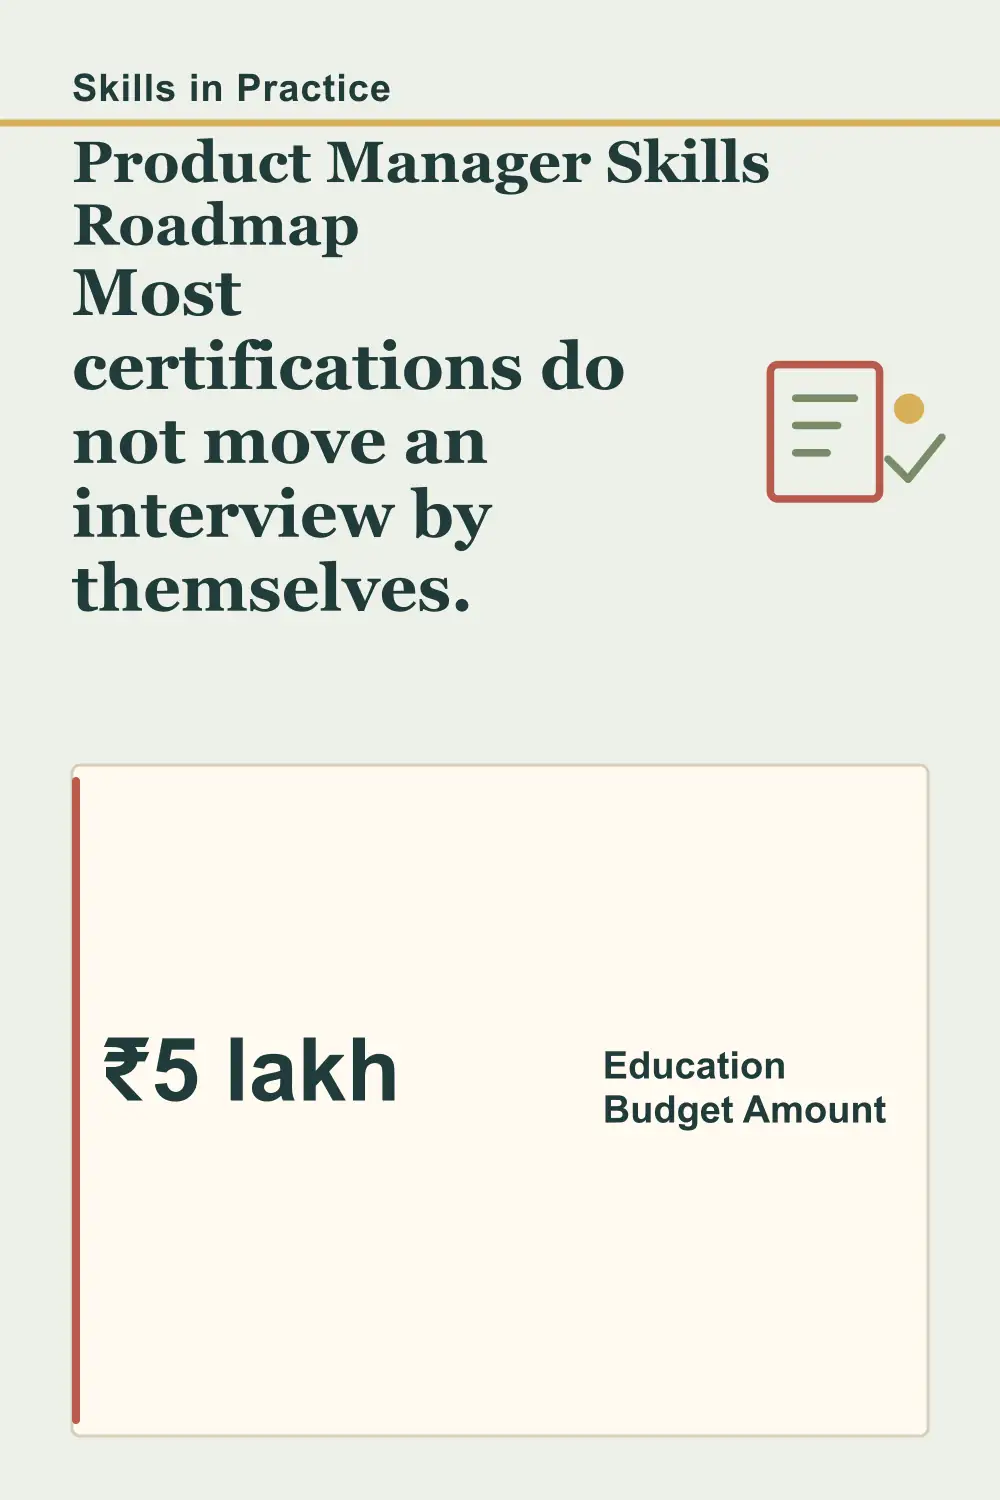 Skills in Practice
Product Manager Skills
Roadmap
Most
certifications do
not move an
interview by
themselves.
₹5 lakh
Education
Budget Amount